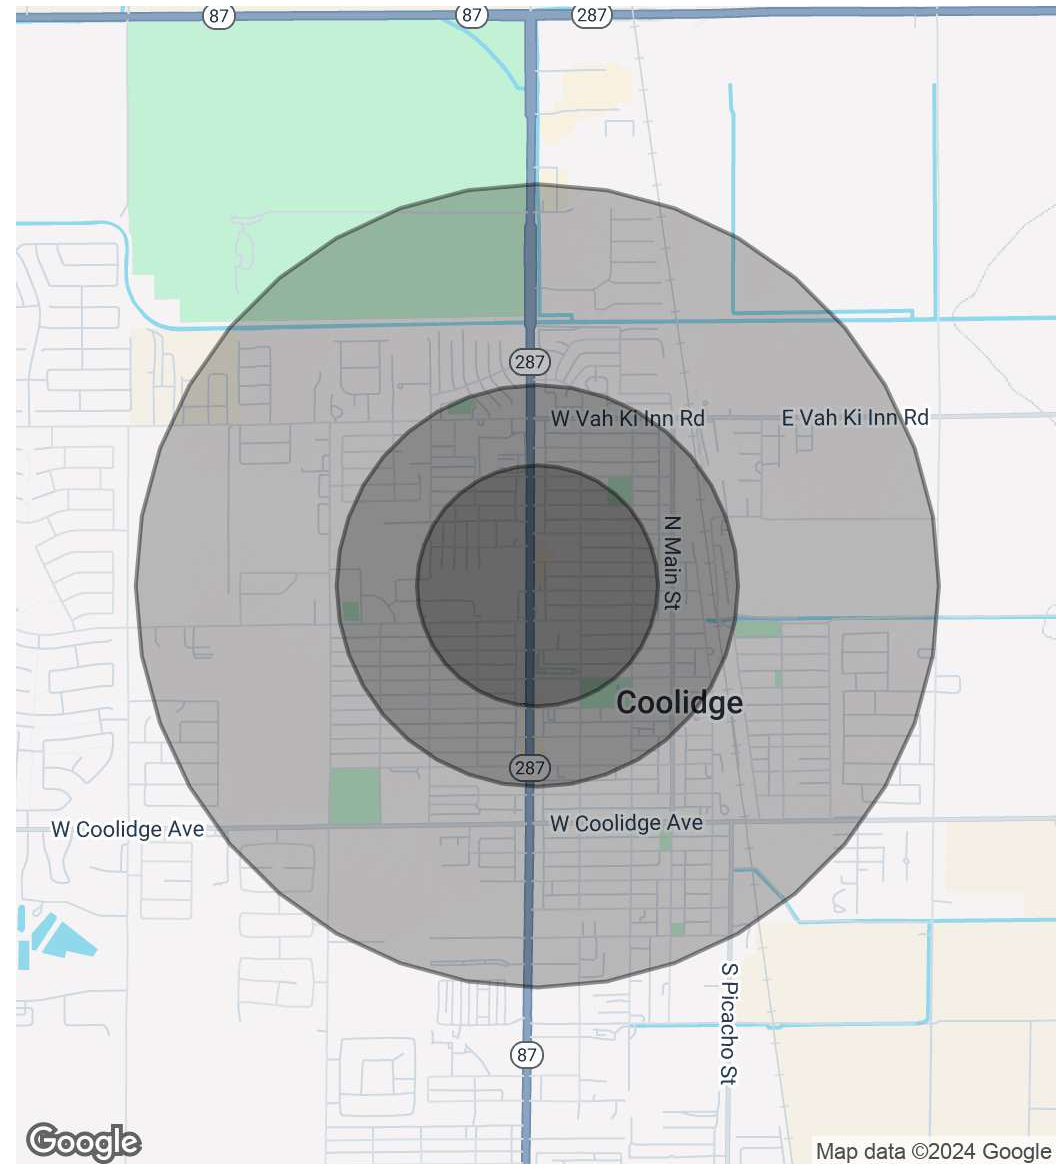 87
87
287
287
W Vah Ki Inn Rd
E Vah Ki Inn Rd
N Main St
Coolidge
287
W Coolidge Ave
W Coolidge Ave
S Picacho St
87
Google
Map data ©2024 Google